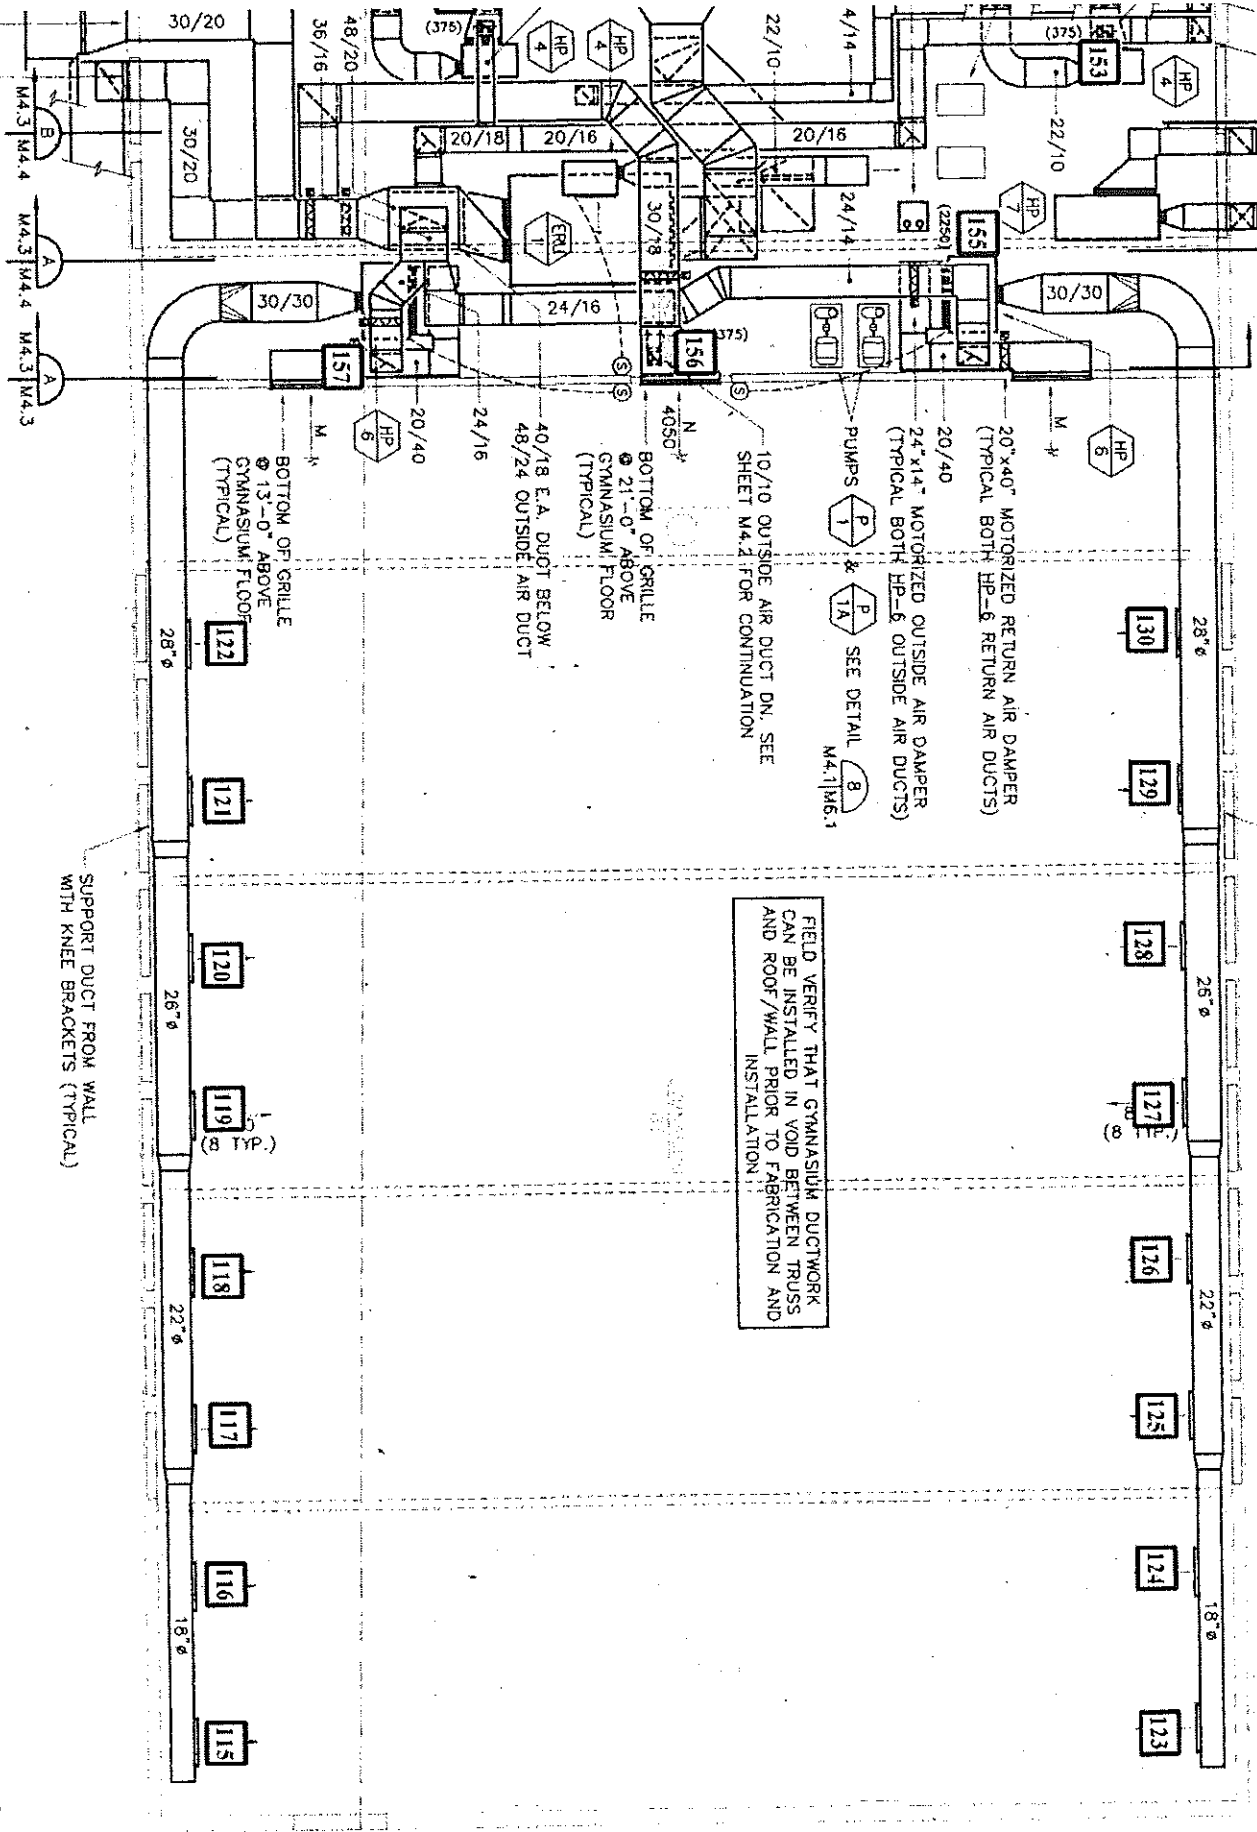 30/20
36/16
48/20
(375)
HP
4
HP
4
22/10
4/14
(375)
153
HP
4
22/10
30/20
20/18
20/16
20/16
ERU
1
30/18
24/14
(2250)
155
HP
7
M4.3
B
M4.4
M4.3
A
M4.4
M4.3
A
M4.3
30/30
24/16
30/30
157
156
375)
S
S
S
M
HP
6
20/40
24/16
40/18 E.A. DUCT BELOW
48/24 OUTSIDE AIR DUCT
BOTTOM OF GRILLE
@ 13'-0" ABOVE
GYMNASIUM FLOOR
(TYPICAL)
BOTTOM OF GRILLE
@ 21'-0" ABOVE
GYMNASIUM FLOOR
(TYPICAL)
N
4050
10/10 OUTSIDE AIR DUCT DN. SEE
SHEET M4.2 FOR CONTINUATION
PUMPS
P
1
&
P
1A
SEE DETAIL
8
M4.1
M6.1
24"x14" MOTORIZED OUTSIDE AIR DAMPER
(TYPICAL BOTH HP-6 OUTSIDE AIR DUCTS)
20/40
20"x40" MOTORIZED RETURN AIR DAMPER
(TYPICAL BOTH HP-6 RETURN AIR DUCTS)
M
HP
6
28"ø
122
130
28"ø
121
129
FIELD VERIFY THAT GYMNASIUM DUCTWORK
CAN BE INSTALLED IN VOID BETWEEN TRUSS
AND ROOF/WALL PRIOR TO FABRICATION AND
INSTALLATION
SUPPORT DUCT FROM WALL
WITH KNEE BRACKETS (TYPICAL)
26"ø
120
128
26"ø
119
(8 TYP.)
127
(8
118
126
22"ø
22"ø
117
125
116
124
18"ø
18"ø
115
123